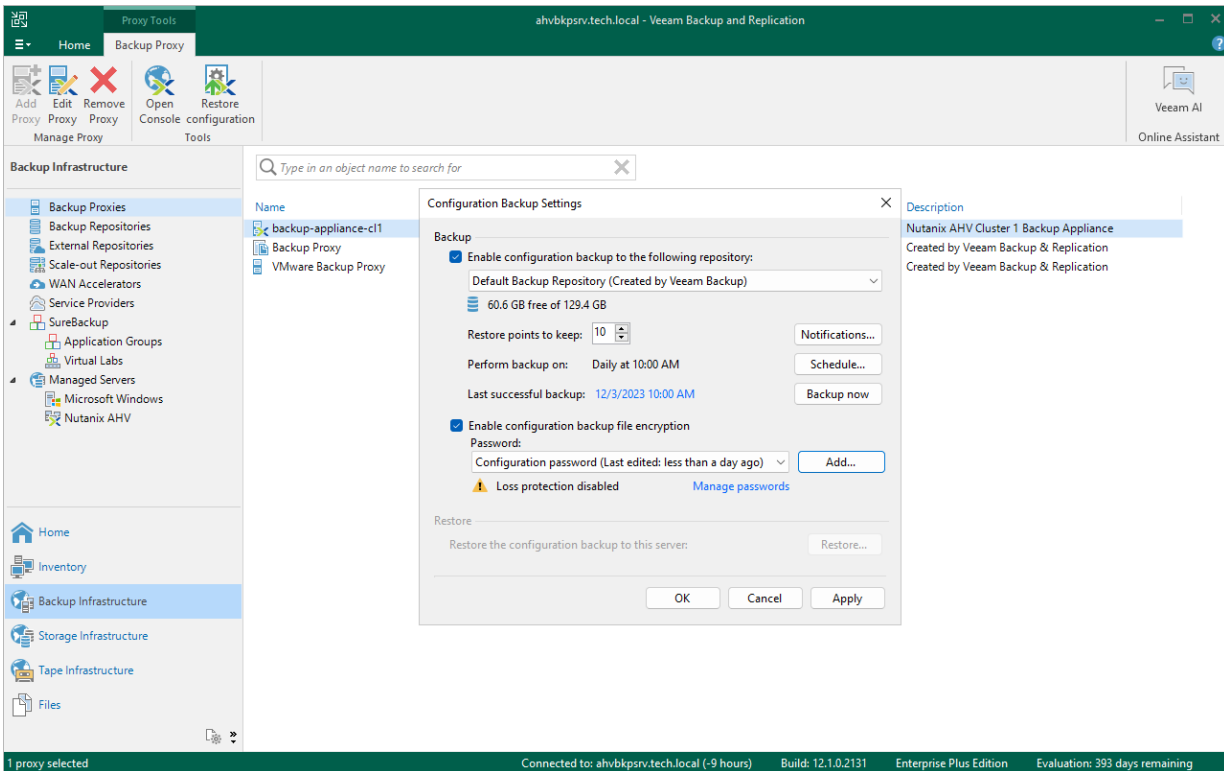 Proxy Tools
ahvbkpsrv.tech.local - Veeam Backup and Replication
Home
Backup Proxy
?
Add Proxy
Edit Proxy
Remove Proxy
Manage Proxy
Open Console
Restore configuration
Tools
Veeam AI
Online Assistant
Backup Infrastructure
Type in an object name to search for
Backup Proxies
Backup Repositories
External Repositories
Scale-out Repositories
WAN Accelerators
Service Providers
SureBackup
Application Groups
Virtual Labs
Managed Servers
Microsoft Windows
Nutanix AHV
Name
Description
backup-appliance-cl1
Nutanix AHV Cluster 1 Backup Appliance
Backup Proxy
Created by Veeam Backup & Replication
VMware Backup Proxy
Created by Veeam Backup & Replication
Configuration Backup Settings
Backup
Enable configuration backup to the following repository:
Default Backup Repository (Created by Veeam Backup)
60.6 GB free of 129.4 GB
Restore points to keep: 10
Notifications...
Perform backup on: Daily at 10:00 AM
Schedule...
Last successful backup: 12/3/2023 10:00 AM
Backup now
Enable configuration backup file encryption
Password:
Configuration password (Last edited: less than a day ago)
Add...
Loss protection disabled
Manage passwords
Restore
Restore the configuration backup to this server:
Restore...
OK
Cancel
Apply
Home
Inventory
Backup Infrastructure
Storage Infrastructure
Tape Infrastructure
Files
1 proxy selected
Connected to: ahvbkpsrv.tech.local (-9 hours)
Build: 12.1.0.2131
Enterprise Plus Edition
Evaluation: 393 days remaining